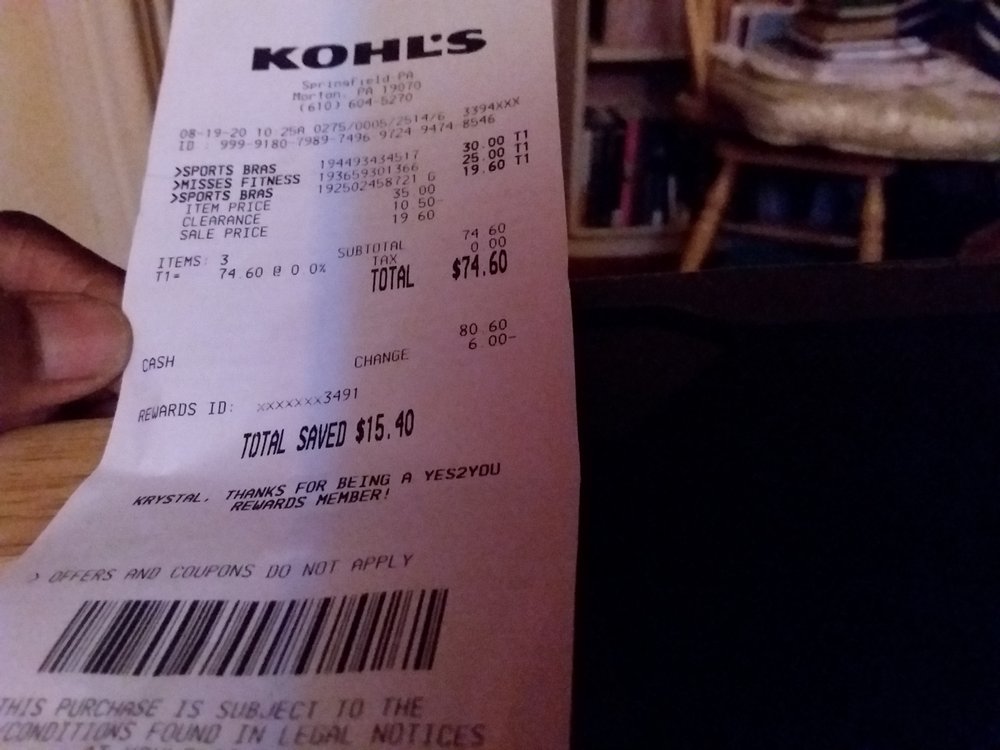 KOHL'S
Springfield-PA
Morton, PA 19070
(610) 604-5270
08-19-20 10:25A 0275/0005/2514/6 3394XXX
ID : 999-9180-7989-7496-9724-9474-8546
>SPORTS BRAS 194493434517 30.00 T1
>MISSES FITNESS 193659301366 25.00 T1
>SPORTS BRAS 192502458721 G 19.60 T1
ITEM PRICE 35.00
CLEARANCE 10.50-
SALE PRICE 19.60
SUBTOTAL 74.60
ITEMS: 3 TAX 0.00
T1= 74.60 @ 0.0% TOTAL $74.60
CASH 80.60
CHANGE 6.00-
REWARDS ID: xxxxxxx3491
TOTAL SAVED $15.40
KRYSTAL, THANKS FOR BEING A YES2YOU
REWARDS MEMBER!
> OFFERS AND COUPONS DO NOT APPLY
THIS PURCHASE IS SUBJECT TO THE
CONDITIONS FOUND IN LEGAL NOTICES